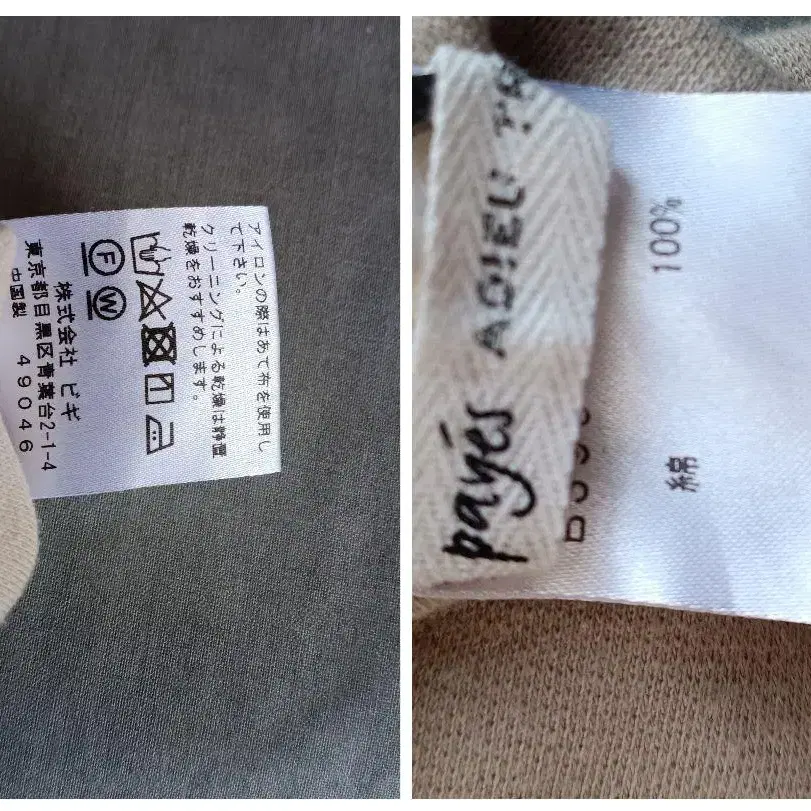 アイロンの際はあて布を使用し
て下さい。
クリーニングによる乾燥は静置
乾燥をおすすめします。
F W
株式会社 ビギ
東京都目黒区青葉台2-1-4
中国製 49046
payés ADIEU
綿 100%